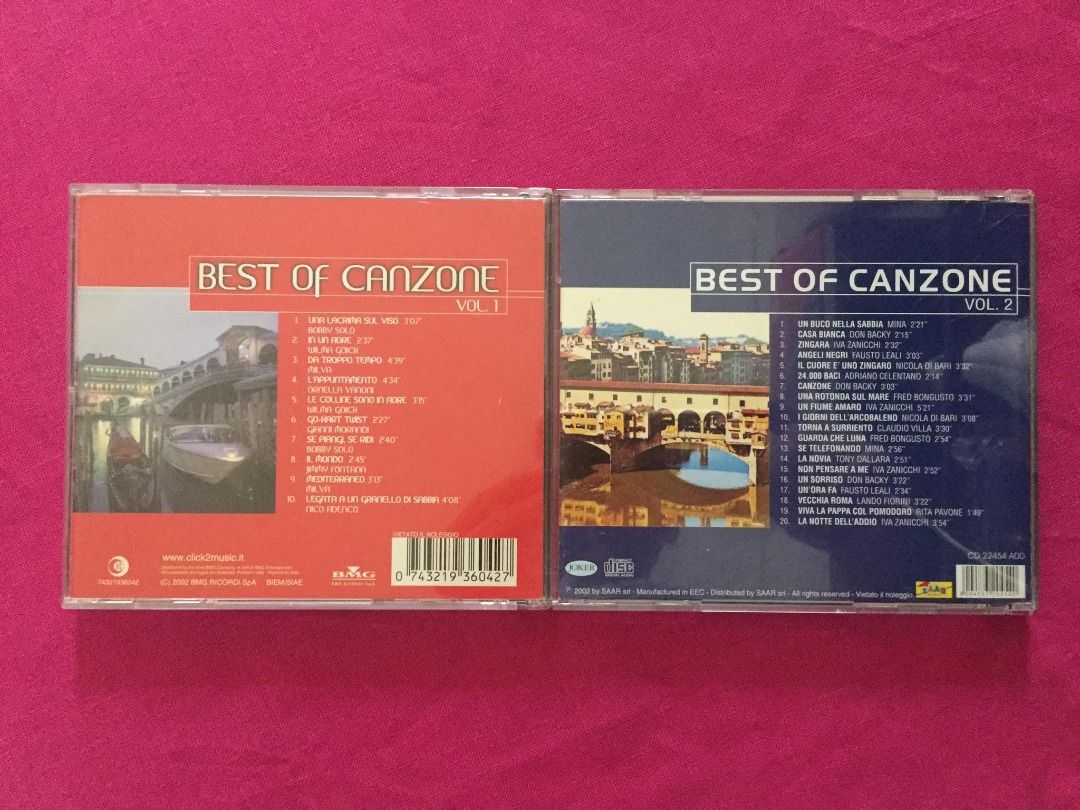 BEST OF CANZONE
VOL. 1
1. UNA LACRIMA SUL VISO 3'07"
BOBBY SOLO
2. IN UN FIORE 2'37"
WILMA GOICH
3. DA TROPPO TEMPO 4'39"
MILVA
4. L'APPUNTAMENTO 4'34"
ORNELLA VANONI
5. LE COLLINE SONO IN FIORE 3'15"
WILMA GOICH
6. GO-KART TWIST 2'27"
GIANNI MORANDI
7. SE PIANGI, SE RIDI 2'40"
BOBBY SOLO
8. IL MONDO 2'45"
JIMMY FONTANA
9. MEDITERRANEO 3'13"
MILVA
10. LEGATA A UN GRANELLO DI SABBIA 4'08"
NICO FIDENCO
VIETATO IL NOLEGGIO
www.click2music.it
74321936042
(C) 2002 BMG RICORDI SpA BIEM/SIAE
BMG
BMG RICORDI SpA
0 743219 360427
BEST OF CANZONE
VOL. 2
1. UN BUCO NELLA SABBIA MINA 2'21"
2. CASA BIANCA DON BACKY 2'15"
3. ZINGARA IVA ZANICCHI 2'32"
4. ANGELI NEGRI FAUSTO LEALI 3'03"
5. IL CUORE E' UNO ZINGARO NICOLA DI BARI 3'32"
6. 24.000 BACI ADRIANO CELENTANO 2'14"
7. CANZONE DON BACKY 3'03"
8. UNA ROTONDA SUL MARE FRED BONGUSTO 3'31"
9. UN FIUME AMARO IVA ZANICCHI 5'21"
10. I GIORNI DELL'ARCOBALENO NICOLA DI BARI 3'08"
11. TORNA A SURRIENTO CLAUDIO VILLA 3'30"
12. GUARDA CHE LUNA FRED BONGUSTO 2'54"
13. SE TELEFONANDO MINA 2'56"
14. LA NOVIA TONY DALLARA 2'51"
15. NON PENSARE A ME IVA ZANICCHI 2'52"
16. UN SORRISO DON BACKY 3'22"
17. UN'ORA FA FAUSTO LEALI 2'34"
18. VECCHIA ROMA LANDO FIORINI 3'22"
19. VIVA LA PAPPA COL POMODORO RITA PAVONE 1'49"
20. LA NOTTE DELL'ADDIO IVA ZANICCHI 3'54"
CD 22454 ADD
JOKER
COMPACT disc DIGITAL AUDIO
P 2002 by SAAR srl - Manufactured in EEC - Distributed by SAAR srl - All rights reserved - Vietato il noleggio
SAAR